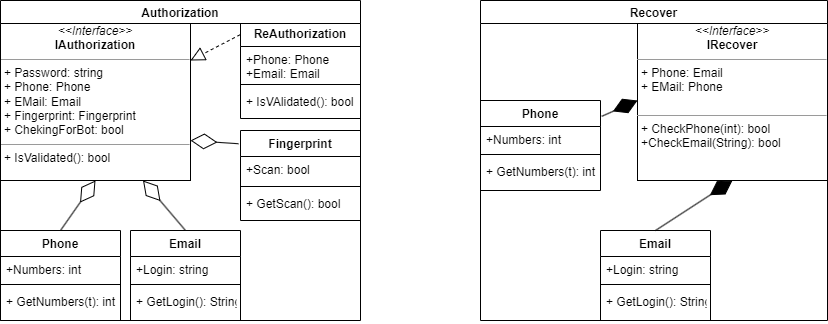 Authorization
<<Interface>>
IAuthorization
+ Password: string
+ Phone: Phone
+ EMail: Email
+ Fingerprint: Fingerprint
+ ChekingForBot: bool
+ IsValidated(): bool
ReAuthorization
+Phone: Phone
+Email: Email
+ IsVAlidated(): bool
Fingerprint
+Scan: bool
+ GetScan(): bool
Phone
+Numbers: int
+ GetNumbers(t): int
Email
+Login: string
+ GetLogin(): String
Recover
<<Interface>>
IRecover
+ Phone: Email
+ EMail: Phone
+ CheckPhone(int): bool
+CheckEmail(String): bool
Phone
+Numbers: int
+ GetNumbers(t): int
Email
+Login: string
+ GetLogin(): String